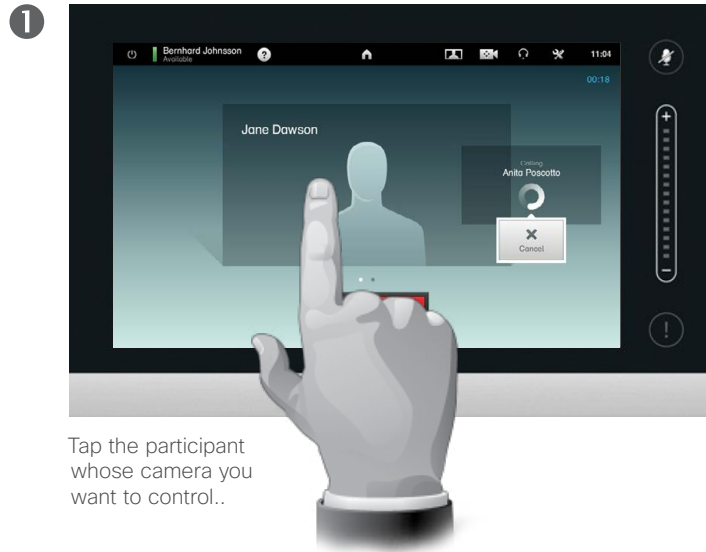 1
Bernhard Johnsson
Available
?
11:04
00:18
Jane Dawson
Calling
Anita Poscotto
Cancel
+
−
!
Tap the participant
whose camera you
want to control..